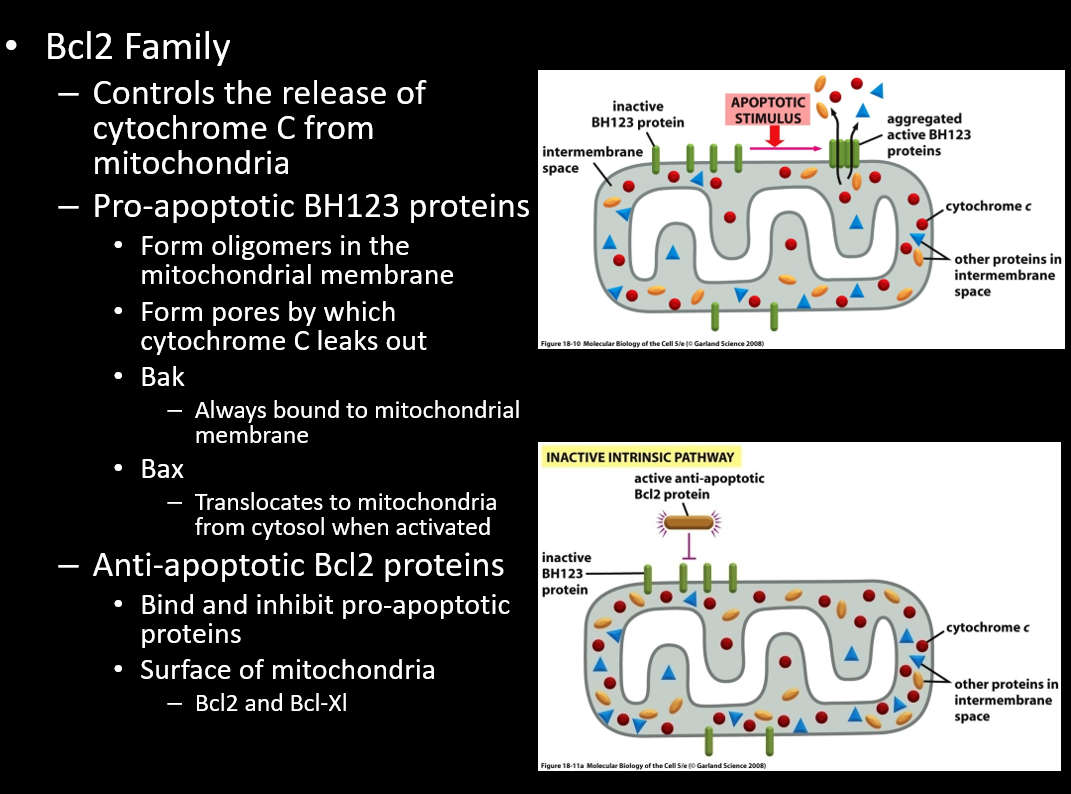 • Bcl2 Family
– Controls the release of
cytochrome C from
mitochondria
– Pro-apoptotic BH123 proteins
• Form oligomers in the
mitochondrial membrane
• Form pores by which
cytochrome C leaks out
• Bak
– Always bound to mitochondrial
membrane
• Bax
– Translocates to mitochondria
from cytosol when activated
– Anti-apoptotic Bcl2 proteins
• Bind and inhibit pro-apoptotic
proteins
• Surface of mitochondria
– Bcl2 and Bcl-Xl
inactive
BH123 protein
APOPTOTIC
STIMULUS
aggregated
active BH123
proteins
intermembrane
space
cytochrome c
other proteins in
intermembrane
space
Figure 18-10 Molecular Biology of the Cell 5/e (© Garland Science 2008)
INACTIVE INTRINSIC PATHWAY
active anti-apoptotic
Bcl2 protein
inactive
BH123
protein
cytochrome c
other proteins in
intermembrane
space
Figure 18-11a Molecular Biology of the Cell 5/e (© Garland Science 2008)